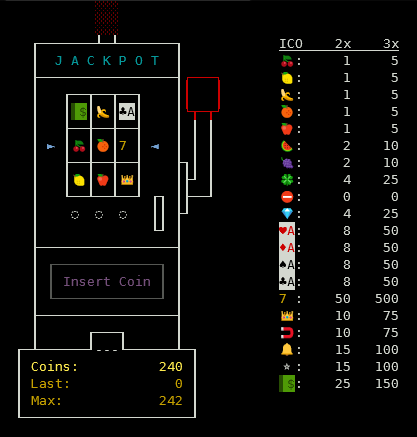 JACKPOT
$ ♣A
► 7 ◄
Insert Coin
Coins: 240
Last: 0
Max: 242
ICO 2x 3x
🍒: 1 5
🍋: 1 5
🍌: 1 5
🍊: 1 5
🍎: 1 5
🍉: 2 10
🍇: 2 10
🍀: 4 25
⛔: 0 0
💎: 4 25
♥A: 8 50
♦A: 8 50
♠A: 8 50
♣A: 8 50
7 : 50 500
👑: 10 75
🧲: 10 75
🔔: 15 100
★: 15 100
$: 25 150